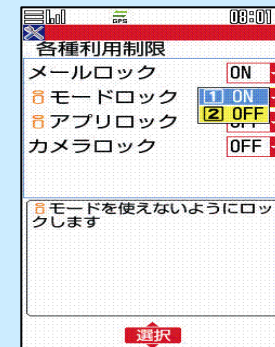 GPS 08:01
各種利用制限
メールロック ON
モードロック 1 ON
2 OFF
アプリロック OFF
カメラロック OFF
モードを使えないようにロッ
クします
選択